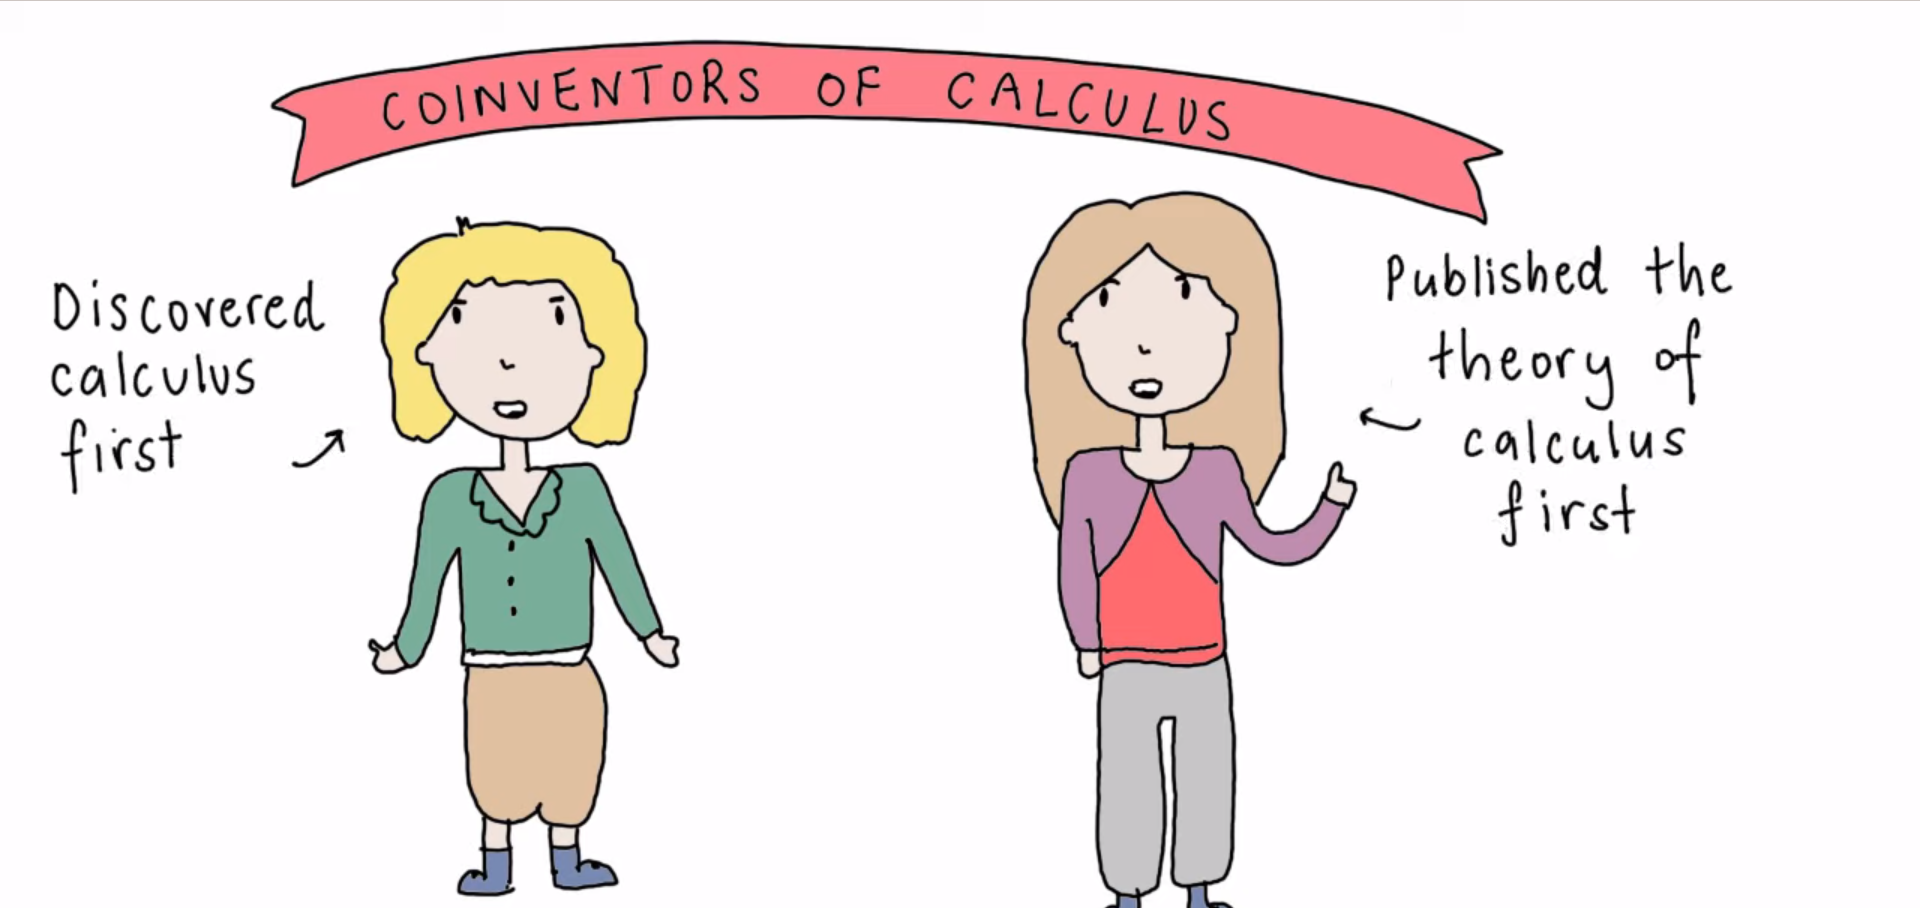 COINVENTORS OF CALCULUS
Discovered
calculus
first
Published the
theory of
calculus
first